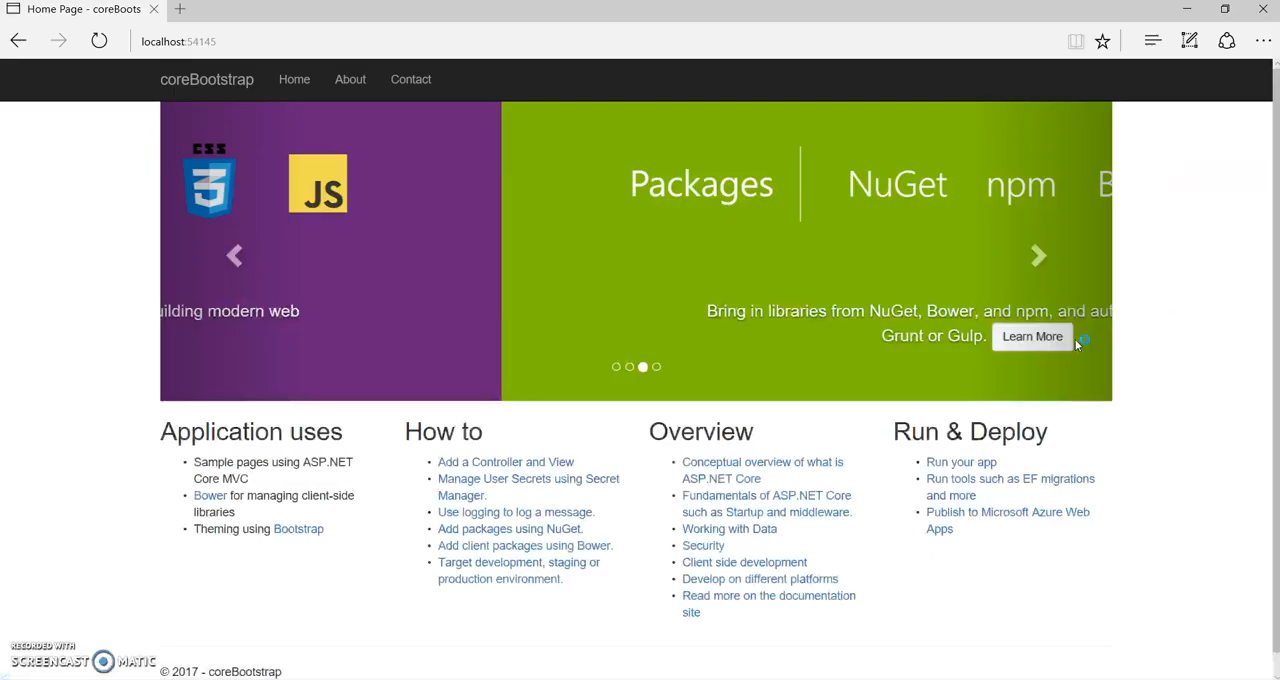 Home Page - coreBoots
localhost:54145
coreBootstrap Home About Contact
CSS
3 JS
Packages NuGet npm B
uilding modern web
Bring in libraries from NuGet, Bower, and npm, and aut
Grunt or Gulp. Learn More
Application uses
• Sample pages using ASP.NET
Core MVC
• Bower for managing client-side
libraries
• Theming using Bootstrap
How to
• Add a Controller and View
• Manage User Secrets using Secret
Manager.
• Use logging to log a message.
• Add packages using NuGet.
• Add client packages using Bower.
• Target development, staging or
production environment.
Overview
• Conceptual overview of what is
ASP.NET Core
• Fundamentals of ASP.NET Core
such as Startup and middleware.
• Working with Data
• Security
• Client side development
• Develop on different platforms
• Read more on the documentation
site
Run & Deploy
• Run your app
• Run tools such as EF migrations
and more
• Publish to Microsoft Azure Web
Apps
RECORDED WITH
SCREENCAST MATIC
© 2017 - coreBootstrap